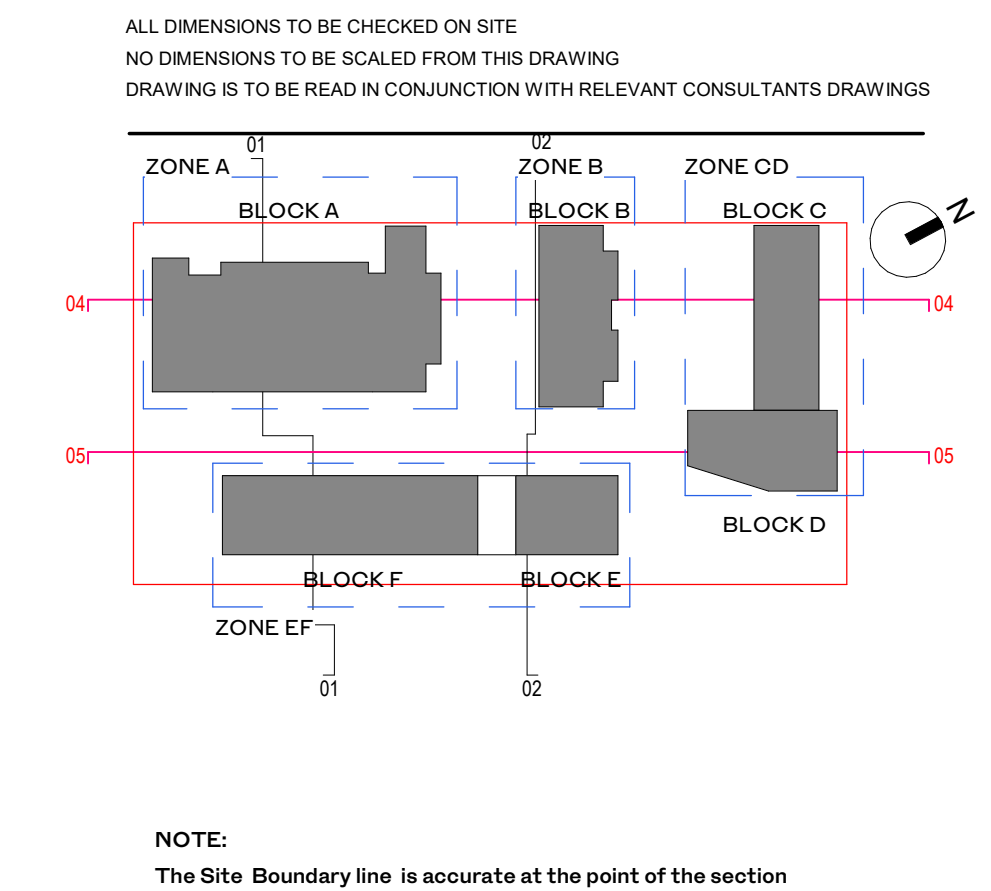 ALL DIMENSIONS TO BE CHECKED ON SITE
NO DIMENSIONS TO BE SCALED FROM THIS DRAWING
DRAWING IS TO BE READ IN CONJUNCTION WITH RELEVANT CONSULTANTS DRAWINGS
01
02
ZONE A
ZONE B
ZONE CD
BLOCK A
BLOCK B
BLOCK C
N
04
04
05
05
BLOCK D
BLOCK F
BLOCK E
ZONE EF
01
02
NOTE:
The Site Boundary line is accurate at the point of the section